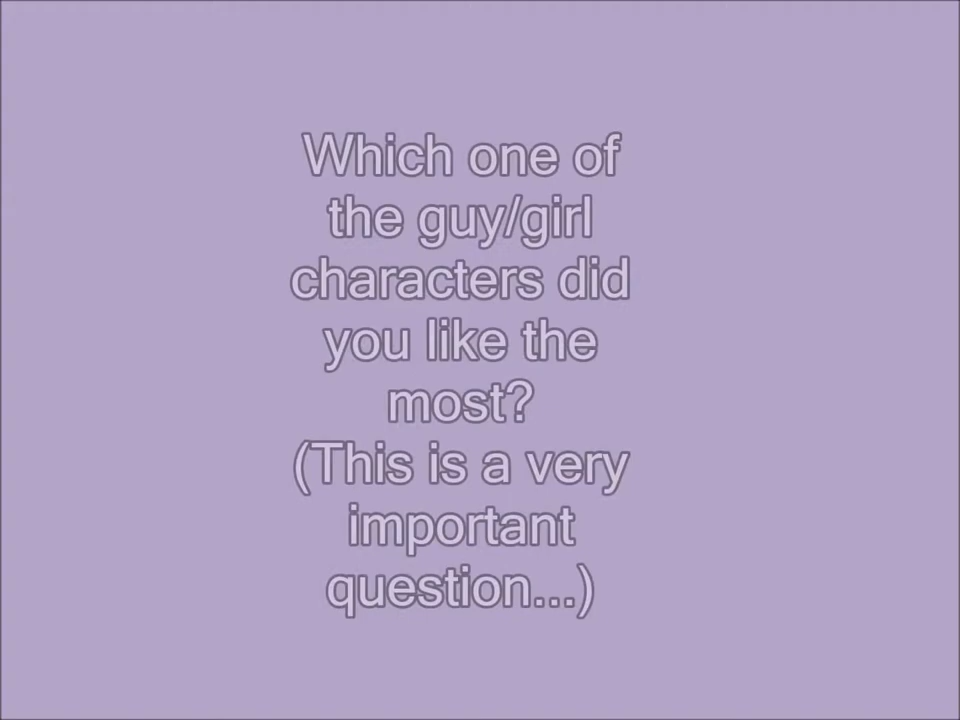 Which one of
the guy/girl
characters did
you like the
most?
(This is a very
important
question...)